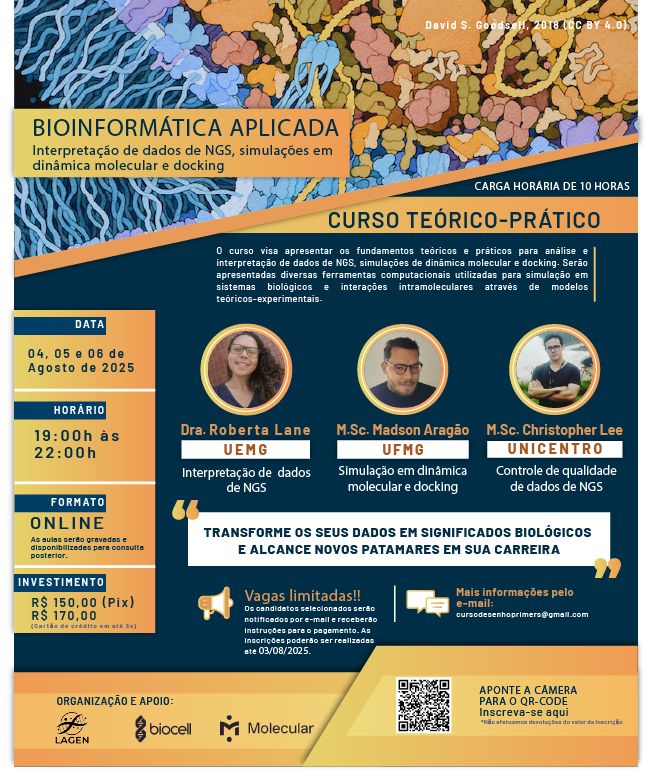 David S. Goodsell, 2018 (CC BY 4.0)
BIOINFORMÁTICA APLICADA
Interpretação de dados de NGS, simulações em
dinâmica molecular e docking
CARGA HORÁRIA DE 10 HORAS
CURSO TEÓRICO-PRÁTICO
O curso visa apresentar os fundamentos teóricos e práticos para análise e
interpretação de dados de NGS, simulações de dinâmica molecular e docking. Serão
apresentadas diversas ferramentas computacionais utilizadas para simulação em
sistemas biológicos e interações intramoleculares através de modelos
teóricos-experimentais.
DATA
04, 05 e 06 de
Agosto de 2025
HORÁRIO
19:00h às
22:00h
FORMATO
ONLINE
As aulas serão gravadas e
disponibilizadas para consulta
posterior.
INVESTIMENTO
R$ 150,00 (Pix)
R$ 170,00
(Cartão de crédito em até 3x)
Dra. Roberta Lane
UEMG
Interpretação de dados
de NGS
M.Sc. Madson Aragão
UFMG
Simulação em dinâmica
molecular e docking
M.Sc. Christopher Lee
UNICENTRO
Controle de qualidade
de dados de NGS
“
TRANSFORME OS SEUS DADOS EM SIGNIFICADOS BIOLÓGICOS
E ALCANCE NOVOS PATAMARES EM SUA CARREIRA
”
Vagas limitadas!!
Os candidatos selecionados serão
notificados por e-mail e receberão
instruções para o pagamento. As
inscrições poderão ser realizadas
até 03/08/2025.
Mais informações pelo
e-mail:
cursodesenhoprimers@gmail.com
ORGANIZAÇÃO E APOIO:
LAGEN
biocell
Molecular
APONTE A CÂMERA
PARA O QR-CODE
Inscreva-se aqui
*Não efetuamos devoluções do valor da inscrição